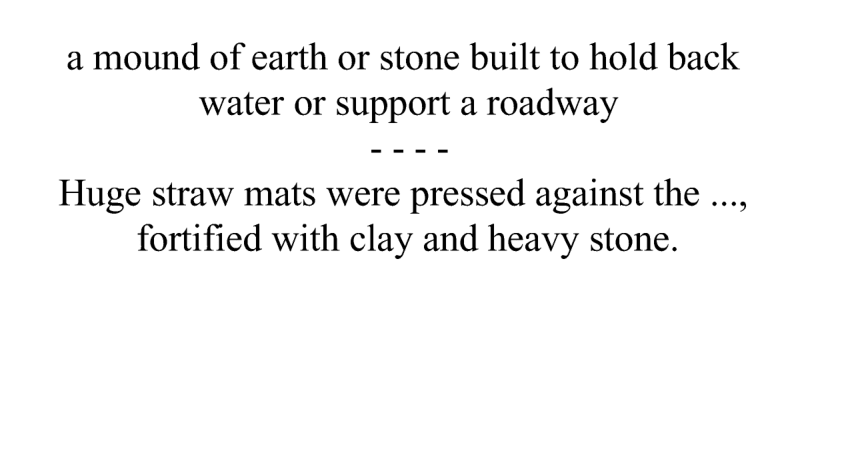 a mound of earth or stone built to hold back
water or support a roadway
- - - -
Huge straw mats were pressed against the ...,
fortified with clay and heavy stone.